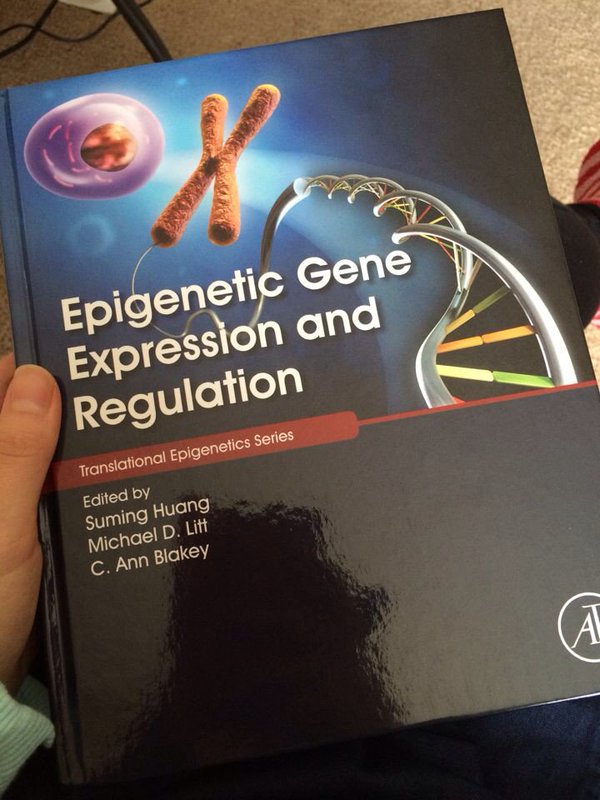 Epigenetic Gene
Expression and
Regulation
Translational Epigenetics Series
Edited by
Suming Huang
Michael D. Litt
C. Ann Blakey